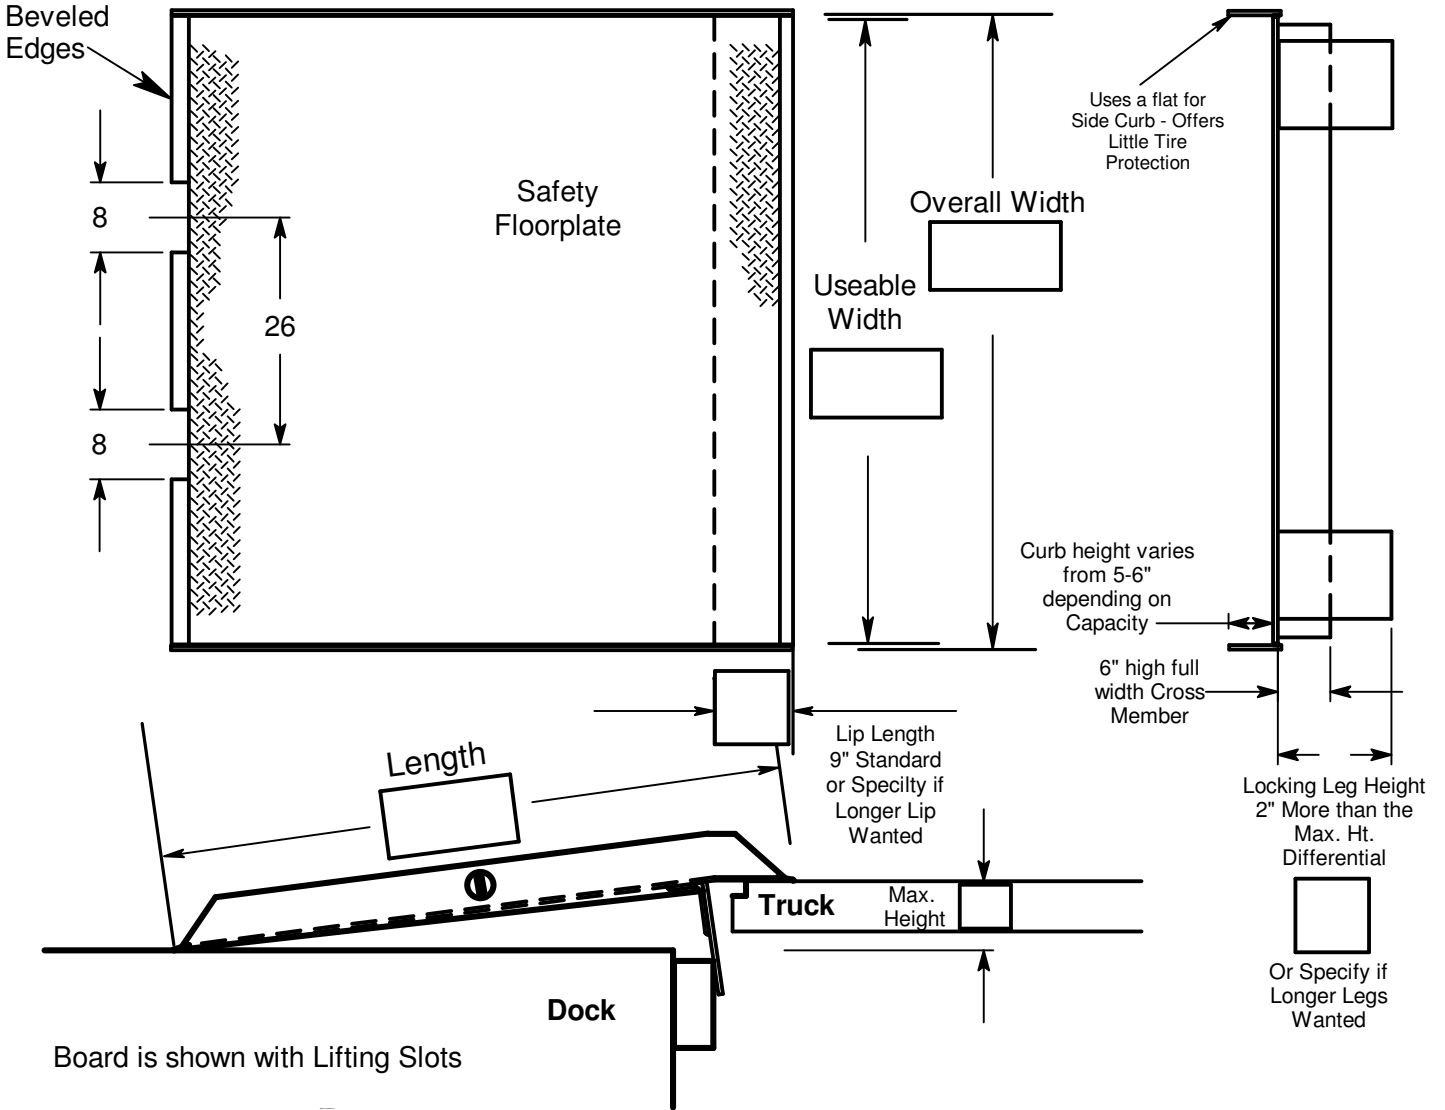 Beveled
Edges
8
26
8
Safety
Floorplate
Overall Width
Useable
Width
Uses a flat for
Side Curb - Offers
Little Tire
Protection
Curb height varies
from 5-6"
depending on
Capacity
6" high full
width Cross
Member
Length
Lip Length
9" Standard
or Specilty if
Longer Lip
Wanted
Locking Leg Height
2" More than the
Max. Ht.
Differential
Or Specify if
Longer Legs
Wanted
Truck
Max.
Height
Dock
Board is shown with Lifting Slots